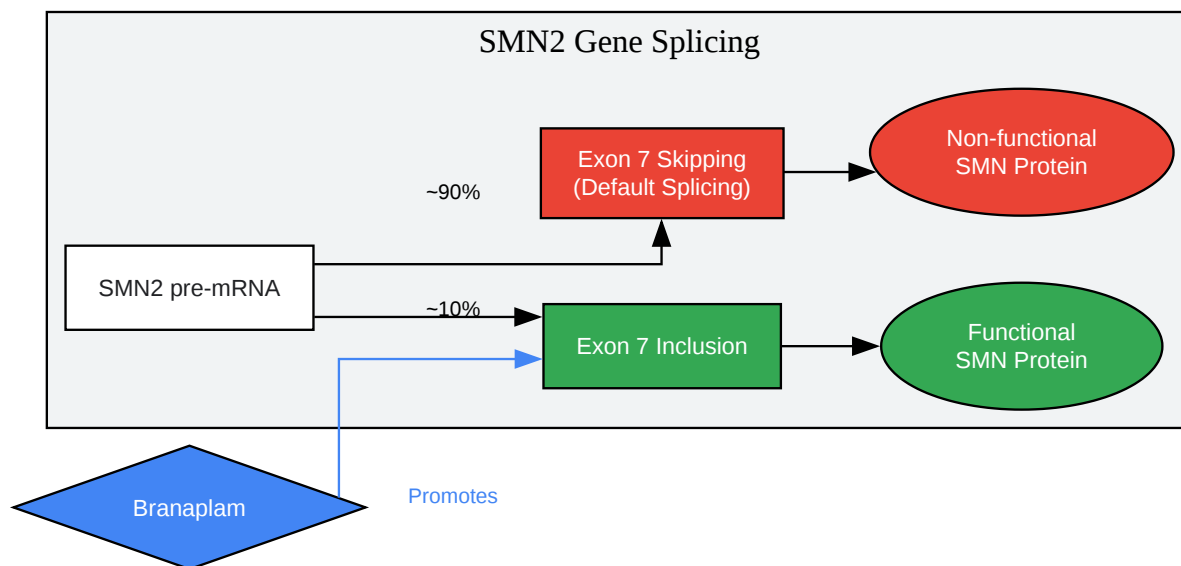 SMN2 Gene Splicing
Non-functional
SMN Protein
Exon 7 Skipping
(Default Splicing)
~90%
SMN2 pre-mRNA
~10%
Exon 7 Inclusion
Functional
SMN Protein
Branaplam
Promotes